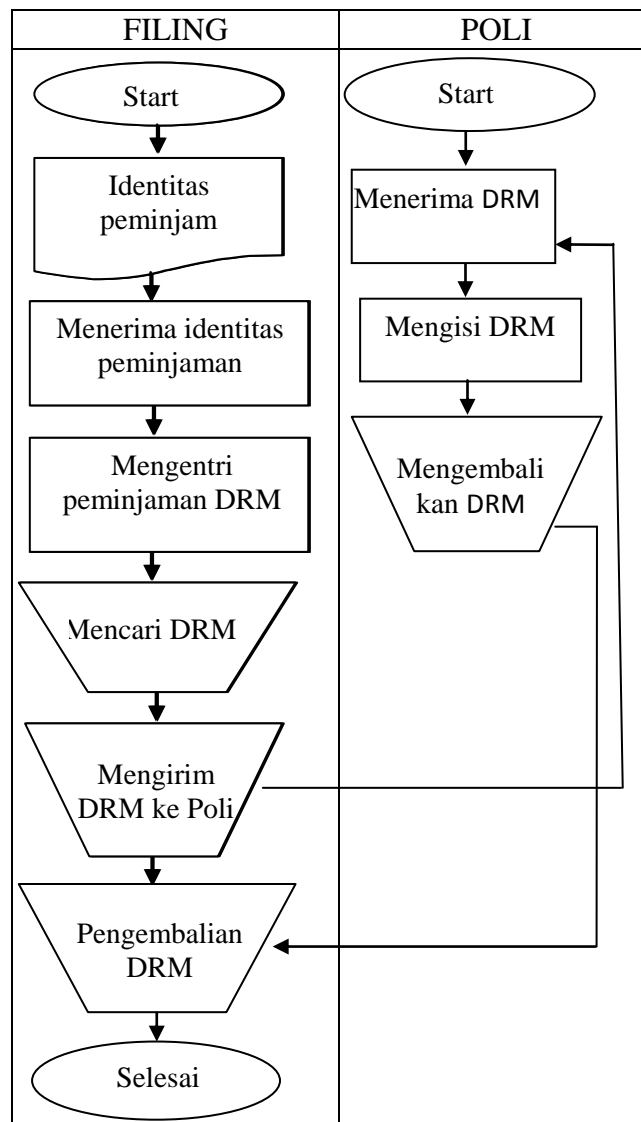 FILING
Start
Identitas
peminjam
Menerima identitas
peminjaman
Mengentri
peminjaman DRM
Mencari DRM
Mengirim
DRM ke Poli
Pengembalian
DRM
Selesai
POLI
Start
Menerima DRM
Mengisi DRM
Mengembali
kan DRM